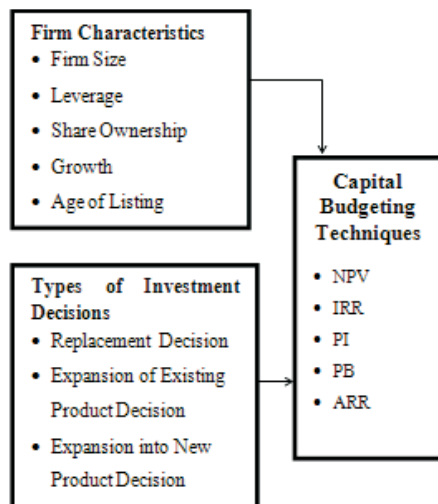 Firm Characteristics
• Firm Size
• Leverage
• Share Ownership
• Growth
• Age of Listing
Capital
Budgeting
Techniques
• NPV
• IRR
• PI
• PB
• ARR
Types of Investment
Decisions
• Replacement Decision
• Expansion of Existing
Product Decision
• Expansion into New
Product Decision